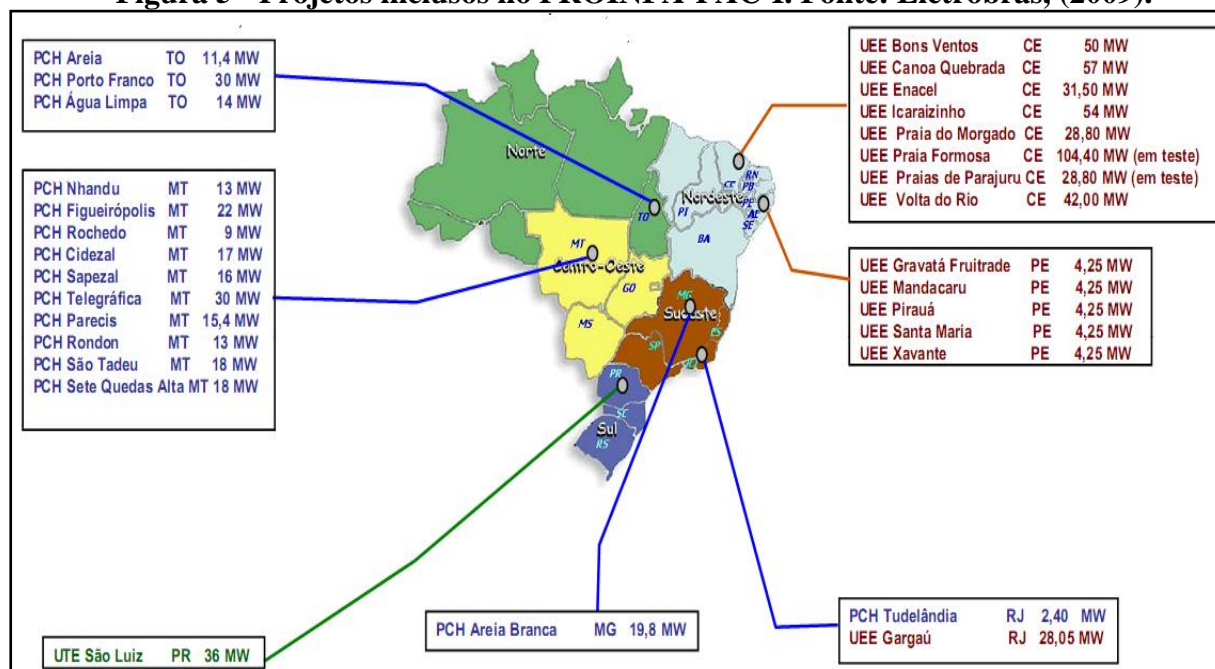 Figura 3 - Projetos inclusos no PROINFA-PAC I. Fonte: Eletrobras, (2009).
PCH Areia TO 11,4 MW
PCH Porto Franco TO 30 MW
PCH Água Limpa TO 14 MW
PCH Nhandu MT 13 MW
PCH Figueirópolis MT 22 MW
PCH Rochedo MT 9 MW
PCH Cidezal MT 17 MW
PCH Sapezal MT 16 MW
PCH Telegráfica MT 30 MW
PCH Parecis MT 15,4 MW
PCH Rondon MT 13 MW
PCH São Tadeu MT 18 MW
PCH Sete Quedas Alta MT 18 MW
UEE Bons Ventos CE 50 MW
UEE Canoa Quebrada CE 57 MW
UEE Enacel CE 31,50 MW
UEE Icaraizinho CE 54 MW
UEE Praia do Morgado CE 28,80 MW
UEE Praia Formosa CE 104,40 MW (em teste)
UEE Praias de Parajuru CE 28,80 MW (em teste)
UEE Volta do Rio CE 42,00 MW
UEE Gravatá Fruitrade PE 4,25 MW
UEE Mandacaru PE 4,25 MW
UEE Pirauá PE 4,25 MW
UEE Santa Maria PE 4,25 MW
UEE Xavante PE 4,25 MW
Norte
Nordeste
CE
RN
PB
PE
AL
SE
PI
TO
BA
MT
Centro-Oeste
GO
MS
MG
Sudeste
ES
SP
PR
SC
Sul
RS
PCH Areia Branca MG 19,8 MW
PCH Tudelândia RJ 2,40 MW
UEE Gargaú RJ 28,05 MW
UTE São Luiz PR 36 MW